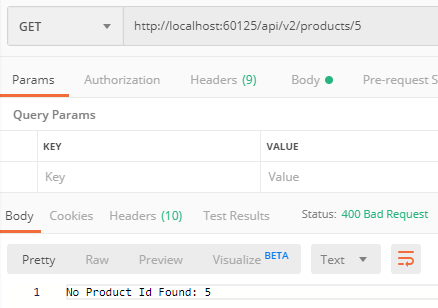 GET http://localhost:60125/api/v2/products/5
Params Authorization Headers (9) Body Pre-request S
Query Params
KEY VALUE
Key Value
Body Cookies Headers (10) Test Results Status: 400 Bad Request
Pretty Raw Preview Visualize BETA Text
1 No Product Id Found: 5